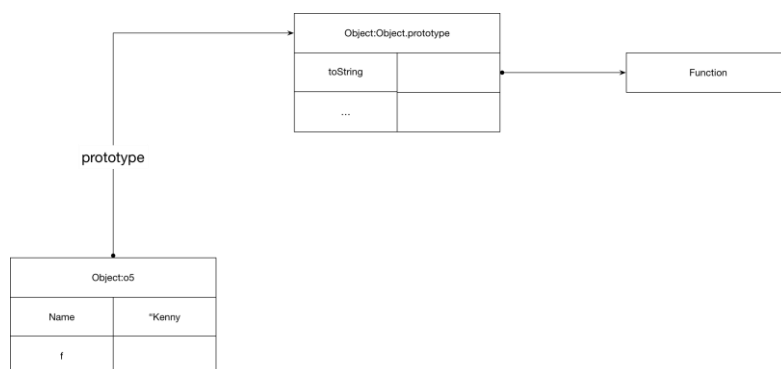 Object:Object.prototype
toString
Function
...
prototype
Object:o5
Name
"Kenny
f